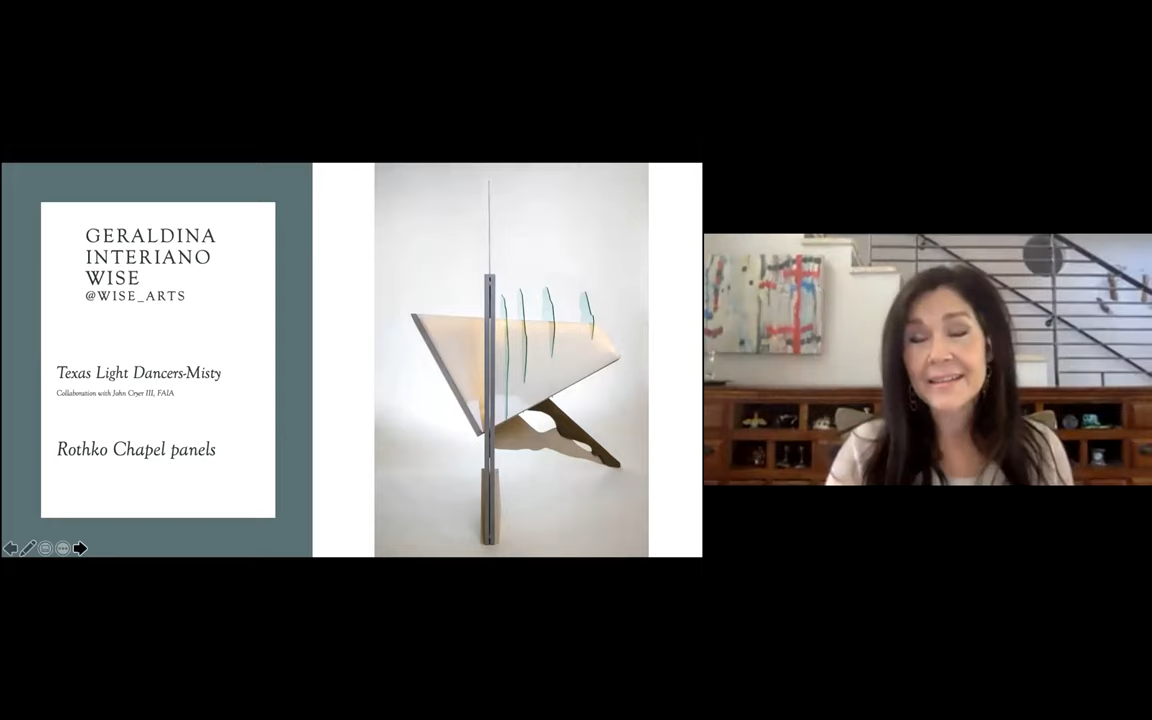 GERALDINA
INTERIANO
WISE
@WISE_ARTS
Texas Light Dancers-Misty
Collaboration with John Cryer III, FAIA
Rothko Chapel panels